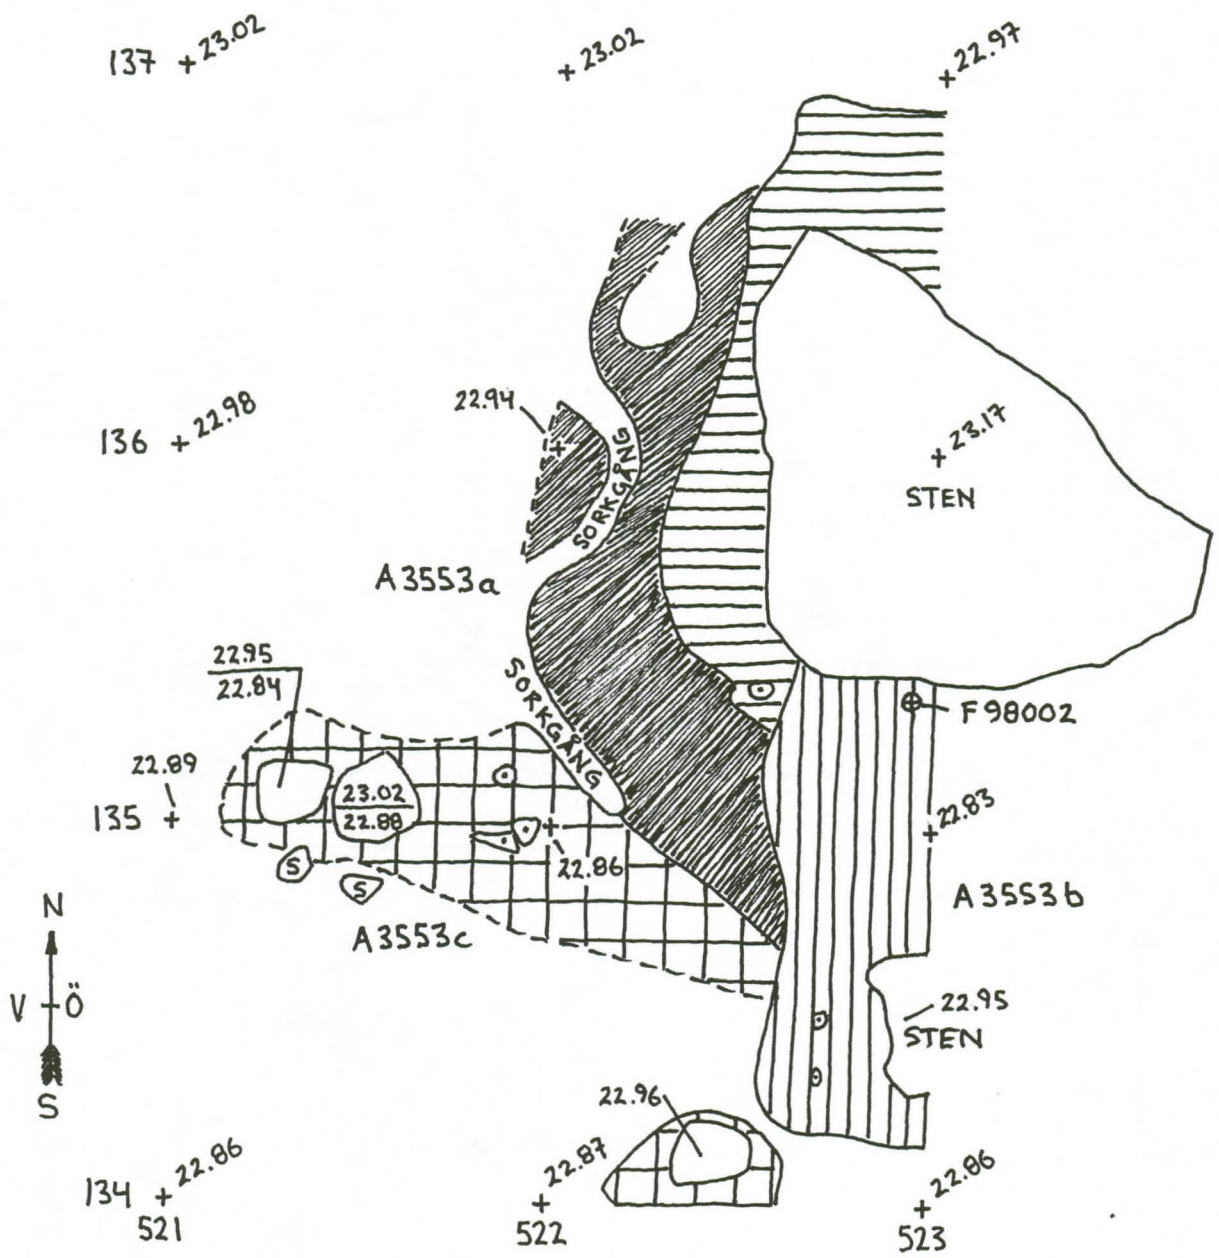 137 23.02
23.02
22.97
22.94
136 22.98
23.17
STEN
SORKGÅNG
A3553a
22.95
22.84
SORKGÅNG
F98002
22.89
135
23.02
22.88
22.83
22.86
S
S
A3553b
A3553c
N
V Ö
S
22.95
STEN
22.96
134 22.86
22.87
22.86
521
522
523